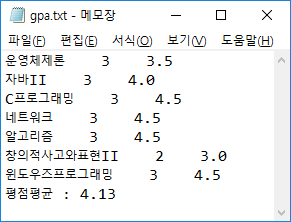 gpa.txt - 메모장
파일(F) 편집(E) 서식(O) 보기(V) 도움말(H)
운영체제론 3 3.5
자바II 3 4.0
C프로그래밍 3 4.5
네트워크 3 4.5
알고리즘 3 4.5
창의적사고와표현II 2 3.0
윈도우즈프로그래밍 3 4.5
평점평균 : 4.13